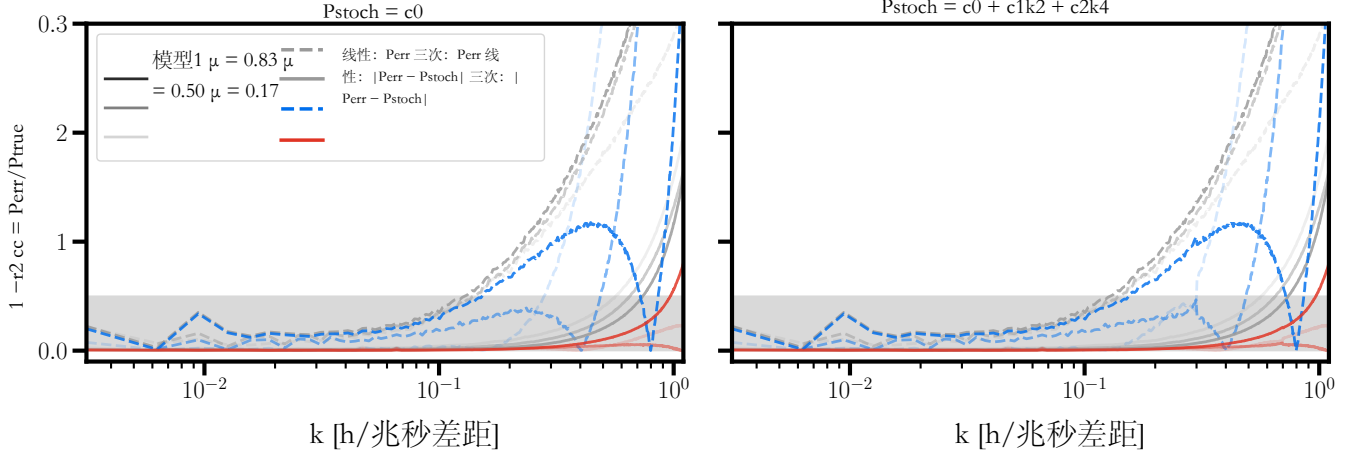 Pstoch = c0
Pstoch = c0 + c1k2 + c2k4
1 −r2 cc = Perr/Ptrue
0.3
2
1
0.0
模型1 μ = 0.83 μ
= 0.50 μ = 0.17
线性：Perr 三次：Perr 线
性：|Perr − Pstoch| 三次：|
Perr − Pstoch|
10−2
10−1
100
10−2
10−1
100
k [h/兆秒差距]
k [h/兆秒差距]